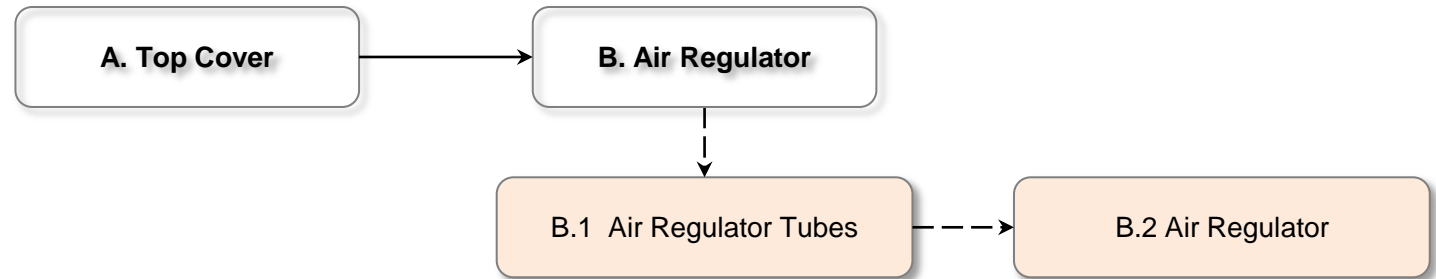 A. Top Cover
B. Air Regulator
B.1 Air Regulator Tubes
B.2 Air Regulator